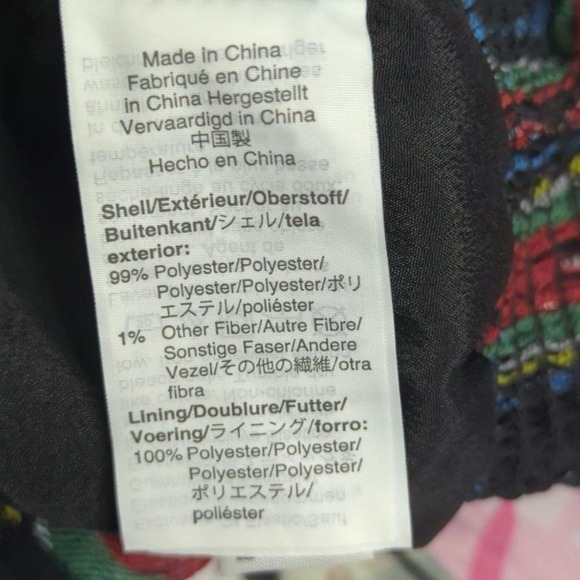 Made in China
Fabriqué en Chine
in China Hergestellt
Vervaardigd in China
中国製
Hecho en China
Shell/Extérieur/Oberstoff/
Buitenkant/シェル/tela
exterior:
99% Polyester/Polyester/
Polyester/Polyester/ポリ
エステル/poliéster
1% Other Fiber/Autre Fibre/
Sonstige Faser/Andere
Vezel/その他の繊維/otra
fibra
Lining/Doublure/Futter/
Voering/ライニング/forro:
100% Polyester/Polyester/
Polyester/Polyester/
ポリエステル/
poliéster